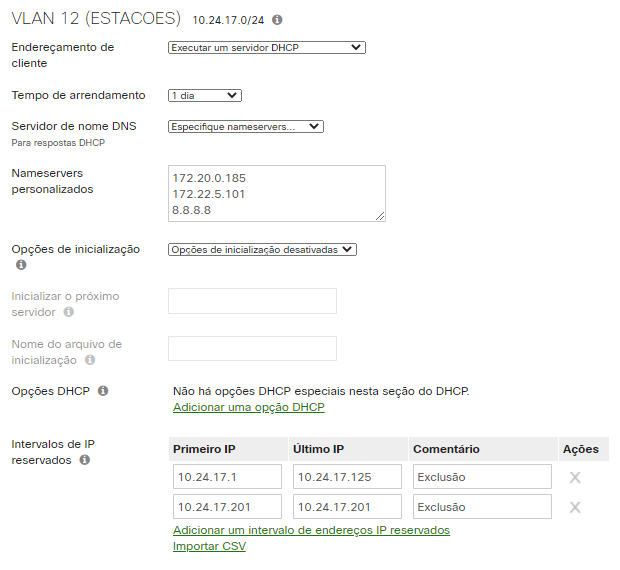 VLAN 12 (ESTACOES) 10.24.17.0/24
Endereçamento de Executar um servidor DHCP
cliente
Tempo de arrendamento 1 dia
Servidor de nome DNS Especifique nameservers...
Para respostas DHCP
Nameservers 172.20.0.185
personalizados 172.22.5.101
8.8.8.8
Opções de inicialização Opções de inicialização desativadas
Inicializar o próximo
servidor
Nome do arquivo de
inicialização
Opções DHCP Não há opções DHCP especiais nesta seção do DHCP.
Adicionar uma opção DHCP
Intervalos de IP Primeiro IP Último IP Comentário Ações
reservados
10.24.17.1 10.24.17.125 Exclusão X
10.24.17.201 10.24.17.201 Exclusão X
Adicionar um intervalo de endereços IP reservados
Importar CSV